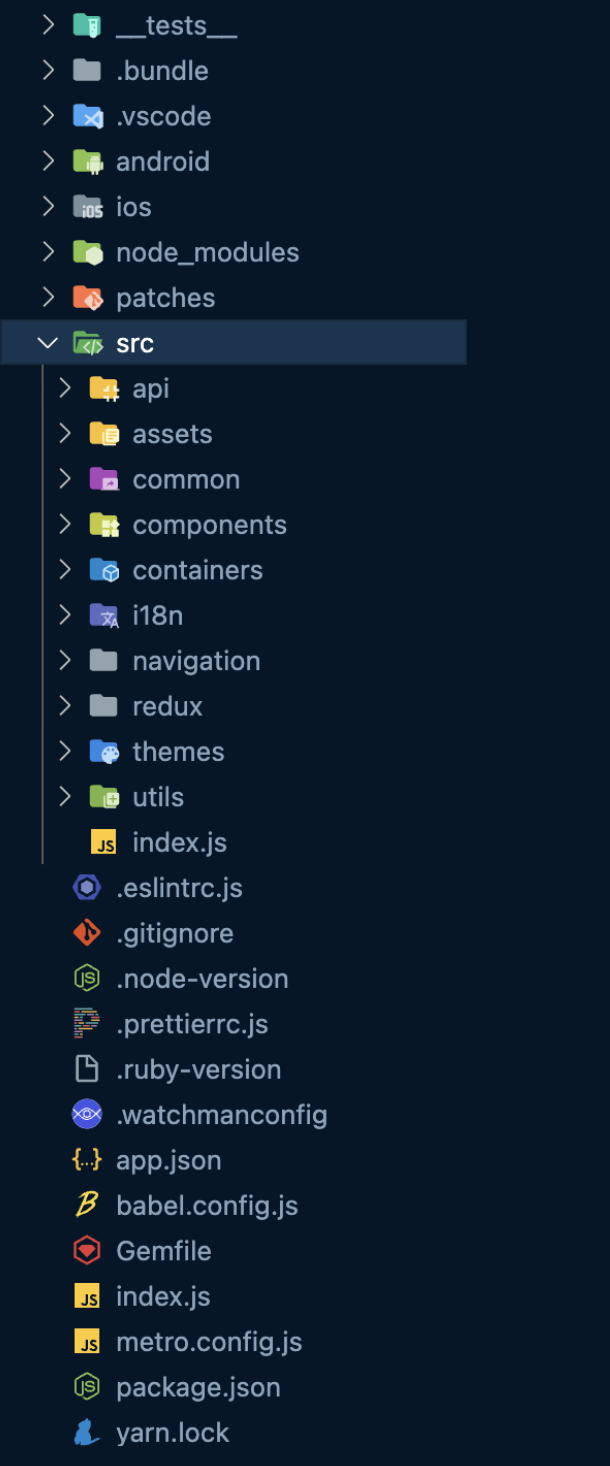 __tests__
.bundle
.vscode
android
ios
node_modules
patches
src
api
assets
common
components
containers
i18n
navigation
redux
themes
utils
index.js
.eslintrc.js
.gitignore
.node-version
.prettierrc.js
.ruby-version
.watchmanconfig
app.json
babel.config.js
Gemfile
index.js
metro.config.js
package.json
yarn.lock